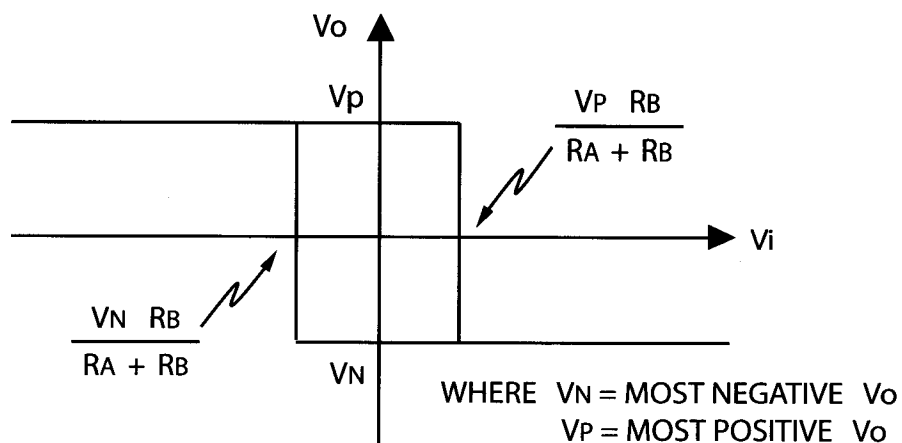 Vo
Vp
VP RB
RA + RB
Vi
VN RB
RA + RB
VN
WHERE VN = MOST NEGATIVE Vo
VP = MOST POSITIVE Vo